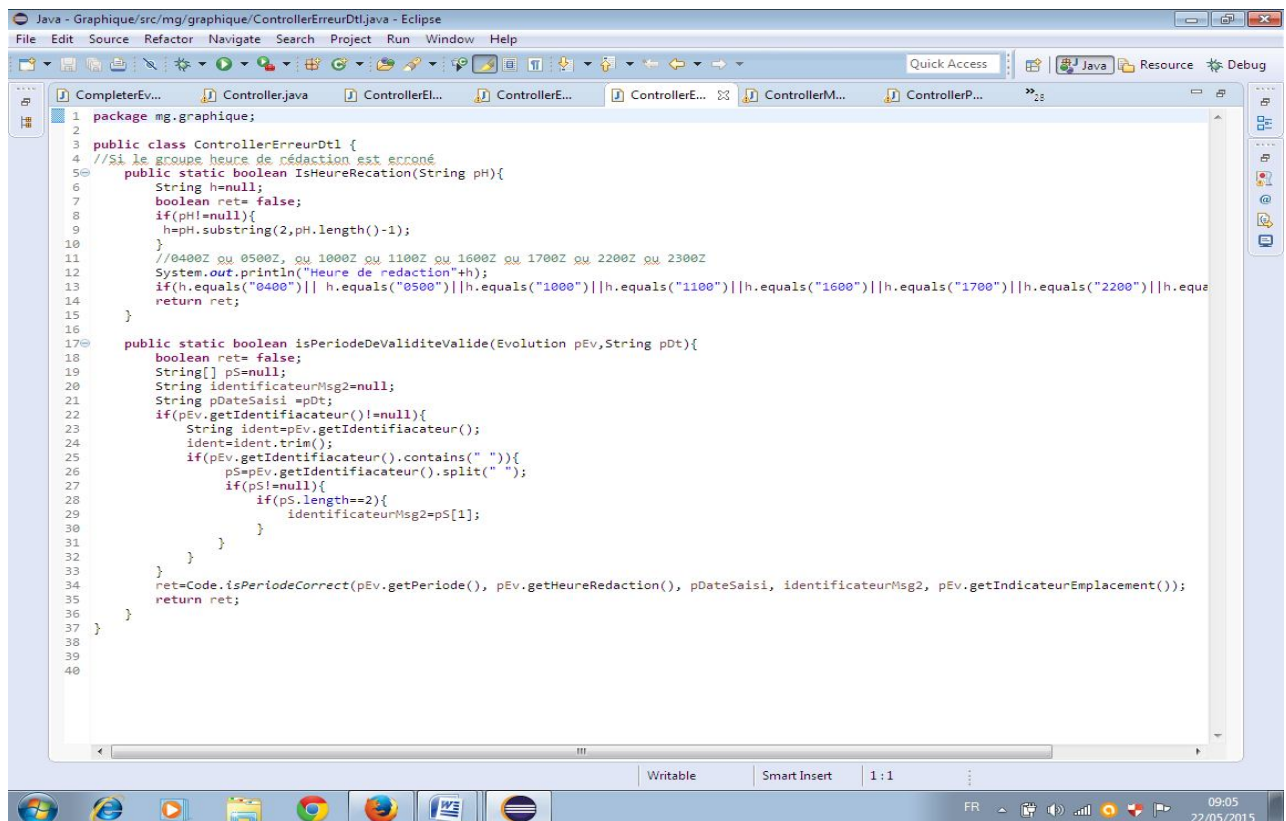 Java - Graphique/src/mg/graphique/ControllerErreurDtl.java - Eclipse
File Edit Source Refactor Navigate Search Project Run Window Help
Quick Access Java Resource Debug
CompleterEv... Controller.java ControllerEl... ControllerE... ControllerE... ControllerM... ControllerP... »28
1 package mg.graphique;
2
3 public class ControllerErreurDtl {
4 //Si le groupe heure de rédaction est erroné
5 public static boolean IsHeureRecation(String pH){
6 String h=null;
7 boolean ret= false;
8 if(pH!=null){
9 h=pH.substring(2,pH.length()-1);
10 }
11 //0400Z ou 0500Z, ou 1000Z ou 1100Z ou 1600Z ou 1700Z ou 2200Z ou 2300Z
12 System.out.println("Heure de redaction"+h);
13 if(h.equals("0400")|| h.equals("0500")||h.equals("1000")||h.equals("1100")||h.equals("1600")||h.equals("1700")||h.equals("2200")||h.equa
14 return ret;
15 }
16
17 public static boolean isPeriodeDeValiditeValide(Evolution pEv,String pDt){
18 boolean ret= false;
19 String[] pS=null;
20 String identificateurMsg2=null;
21 String pDateSaisi =pDt;
22 if(pEv.getIdentifiacateur()!=null){
23 String ident=pEv.getIdentifiacateur();
24 ident=ident.trim();
25 if(pEv.getIdentifiacateur().contains(" ")){
26 pS=pEv.getIdentifiacateur().split(" ");
27 if(pS!=null){
28 if(pS.length==2){
29 identificateurMsg2=pS[1];
30 }
31 }
32 }
33 }
34 ret=Code.isPeriodeCorrect(pEv.getPeriode(), pEv.getHeureRedaction(), pDateSaisi, identificateurMsg2, pEv.getIndicateurEmplacement());
35 return ret;
36 }
37 }
38
39
40
Writable Smart Insert 1 : 1
FR 09:05
22/05/2015